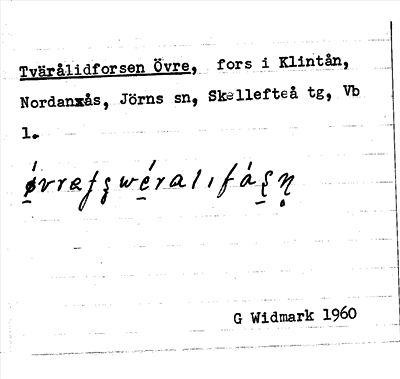 Tvärålidforsen Övre, fors i Klintån,
Nordanås, Jörns sn, Skellefteå tg, Vb
1.
G Widmark 1960